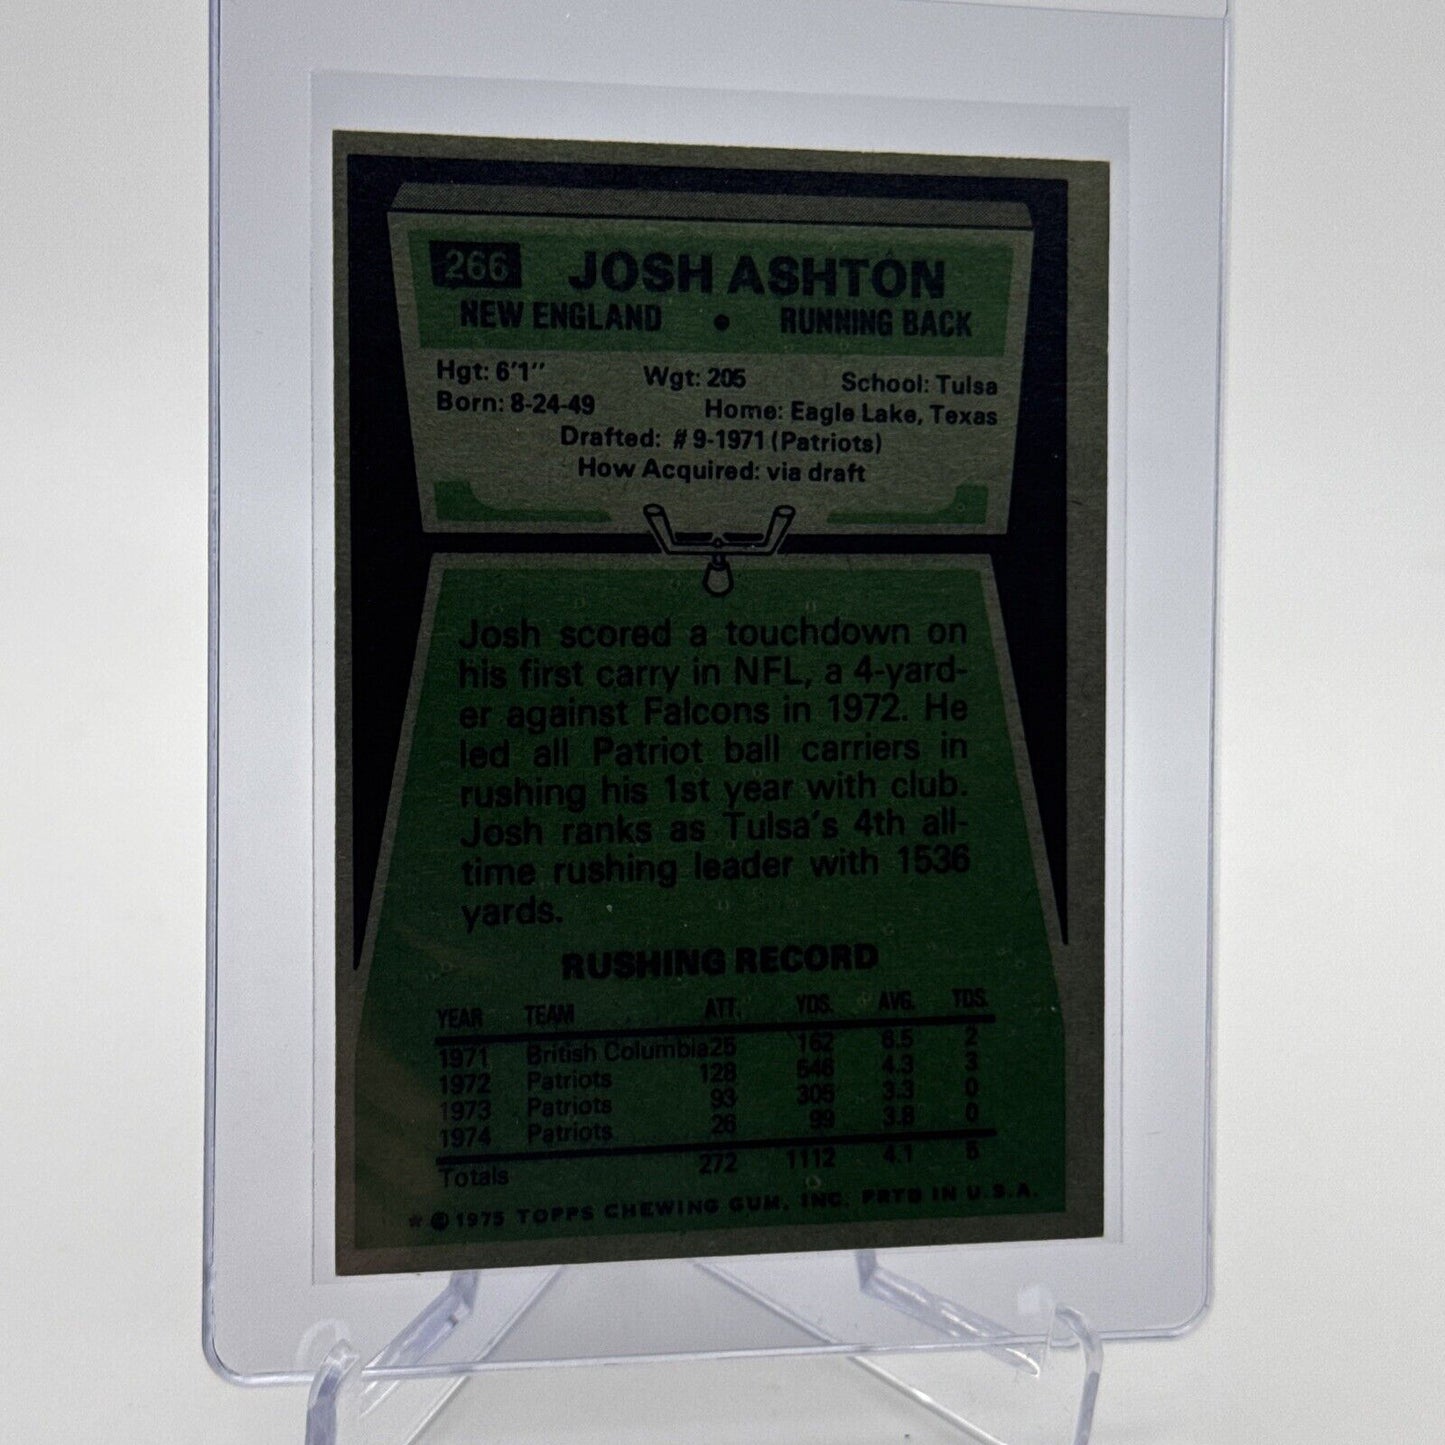 266 JOSH ASHTON
NEW ENGLAND • RUNNING BACK
Hgt: 6'1" Wgt: 205 School: Tulsa
Born: 8-24-49 Home: Eagle Lake, Texas
Drafted: #9-1971 (Patriots)
How Acquired: via draft
Josh scored a touchdown on
his first carry in NFL, a 4-yard-
er against Falcons in 1972. He
led all Patriot ball carriers in
rushing his 1st year with club.
Josh ranks as Tulsa's 4th all-
time rushing leader with 1536
yards.
RUSHING RECORD
YEAR TEAM ATT. YDS. AVG. TDS.
1971 British Columbia 25 162 6.5 2
1972 Patriots 128 546 4.3 3
1973 Patriots 93 305 3.3 0
1974 Patriots 26 99 3.8 0
Totals 272 1112 4.1 5
* © 1975 TOPPS CHEWING GUM, INC. PRTD IN U.S.A.